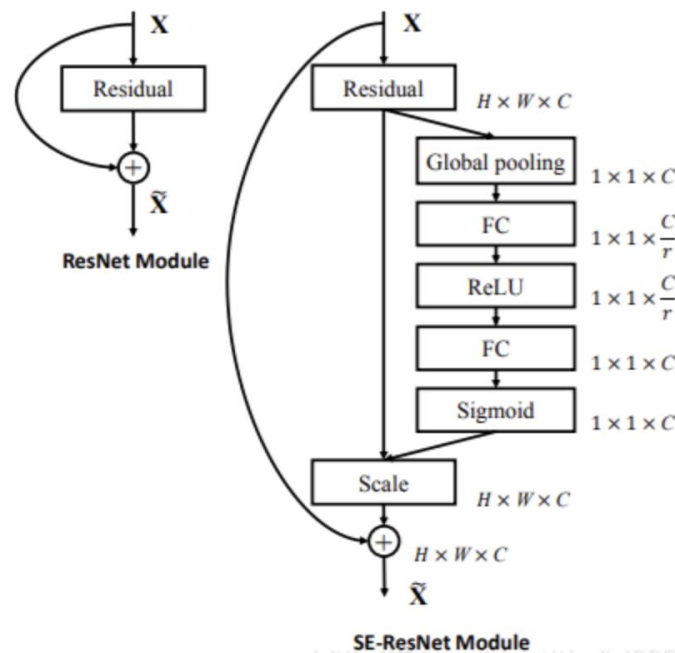 X
Residual
+
X̃
ResNet Module
X
Residual
H × W × C
Global pooling
1 × 1 × C
FC
1 × 1 × C/r
ReLU
1 × 1 × C/r
FC
1 × 1 × C
Sigmoid
1 × 1 × C
Scale
H × W × C
+
H × W × C
X̃
SE-ResNet Module